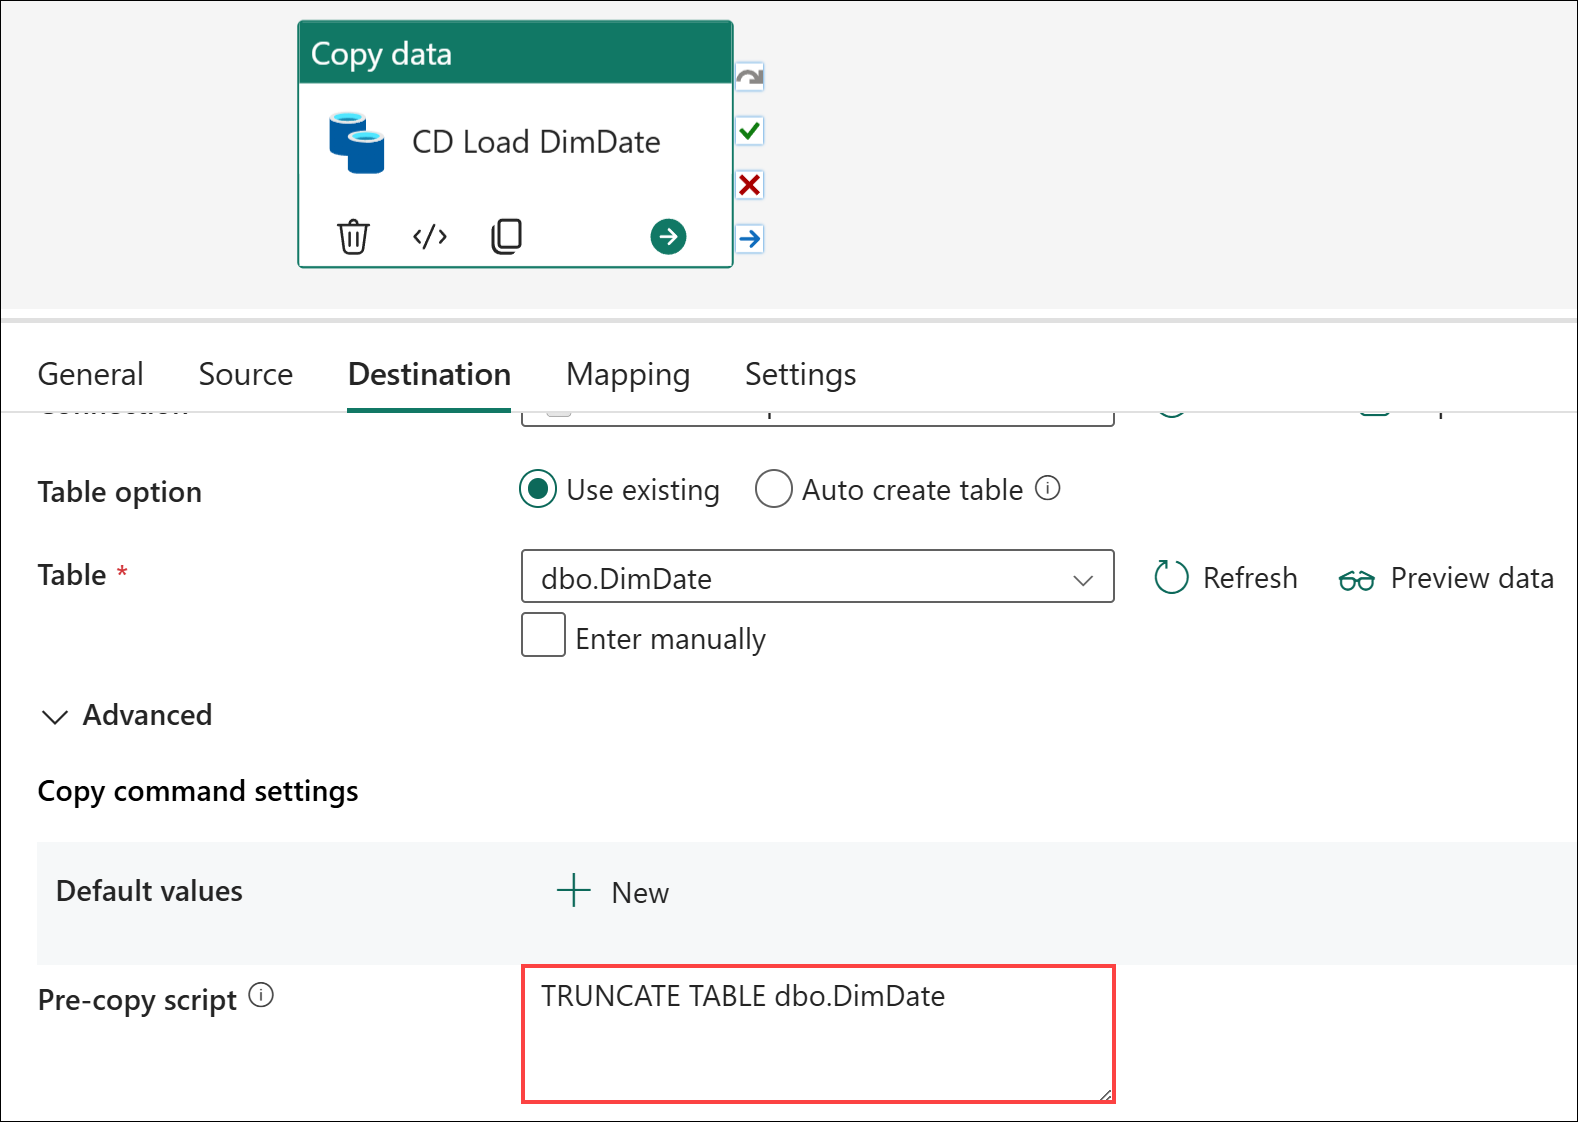 Copy data
CD Load DimDate
General Source Destination Mapping Settings
Table option Use existing Auto create table
Table * dbo.DimDate Refresh Preview data
Enter manually
Advanced
Copy command settings
Default values New
Pre-copy script TRUNCATE TABLE dbo.DimDate